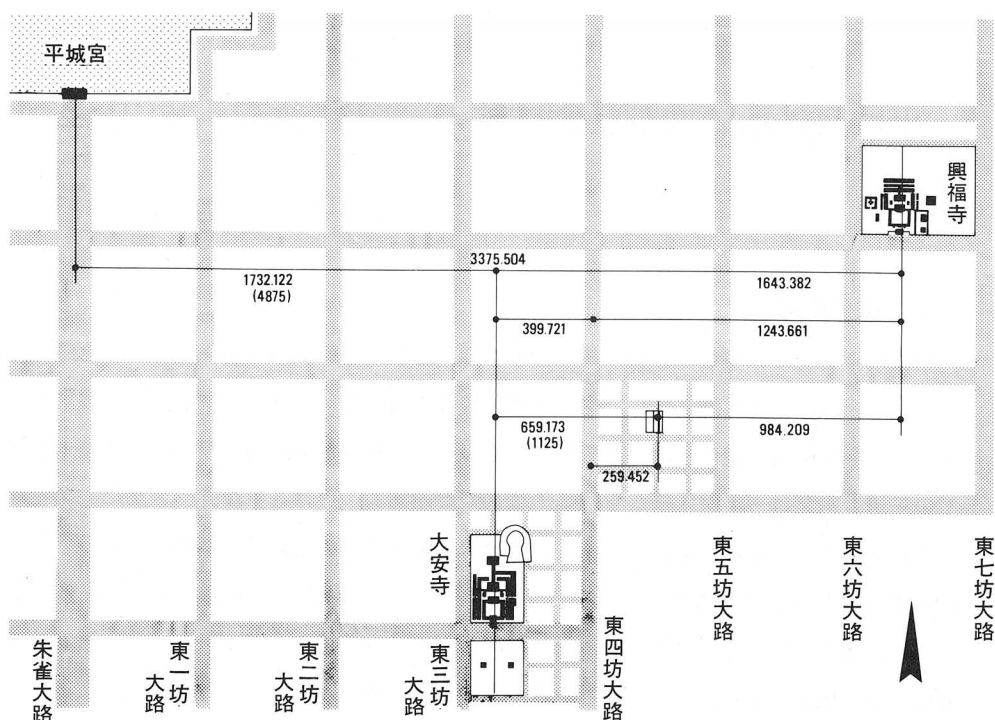 平城宮
興福寺
3375.504
1732.122
(4875)
1643.382
399.721
1243.661
659.173
(1125)
984.209
259.452
大安寺
朱雀大路
東一坊大路
東二坊大路
東三坊大路
東四坊大路
東五坊大路
東六坊大路
東七坊大路